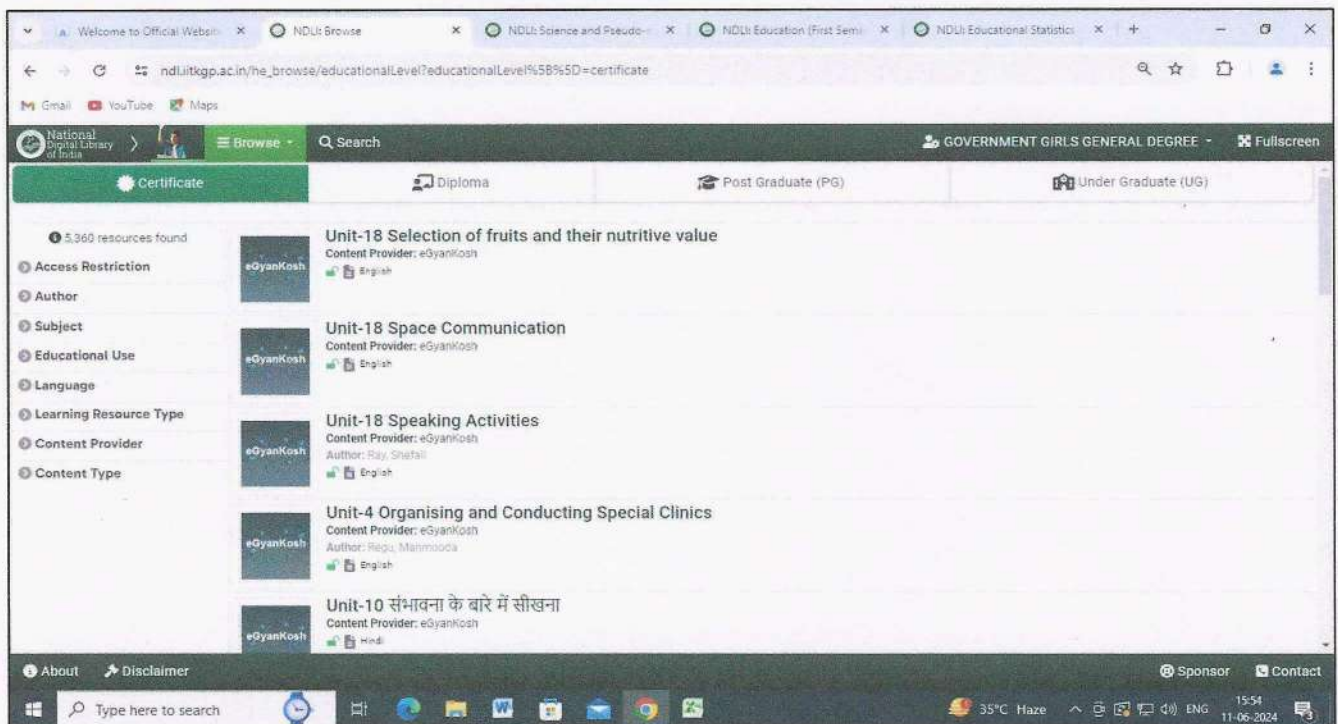 Welcome to Official Websit
NDLI: Browse
NDLI: Science and Pseudo-
NDLI: Education (First Semi
NDLI: Educational Statistics
ndl.iitkgp.ac.in/he_browse/educationalLevel?educationalLevel%5B%5D=certificate
Gmail YouTube Maps
National Digital Library of India
Browse
Search
GOVERNMENT GIRLS GENERAL DEGREE
Fullscreen
Certificate
Diploma
Post Graduate (PG)
Under Graduate (UG)
5,360 resources found
Access Restriction
Author
Subject
Educational Use
Language
Learning Resource Type
Content Provider
Content Type
eGyanKosh
Unit-18 Selection of fruits and their nutritive value
Content Provider: eGyanKosh
English
eGyanKosh
Unit-18 Space Communication
Content Provider: eGyanKosh
English
eGyanKosh
Unit-18 Speaking Activities
Content Provider: eGyanKosh
Author: Ray, Shefali
English
eGyanKosh
Unit-4 Organising and Conducting Special Clinics
Content Provider: eGyanKosh
Author: Regu, Mahmooda
English
eGyanKosh
Unit-10 संभावना के बारे में सीखना
Content Provider: eGyanKosh
Hindi
About
Disclaimer
Sponsor
Contact
Type here to search
35°C Haze
ENG
15:54
11-06-2024